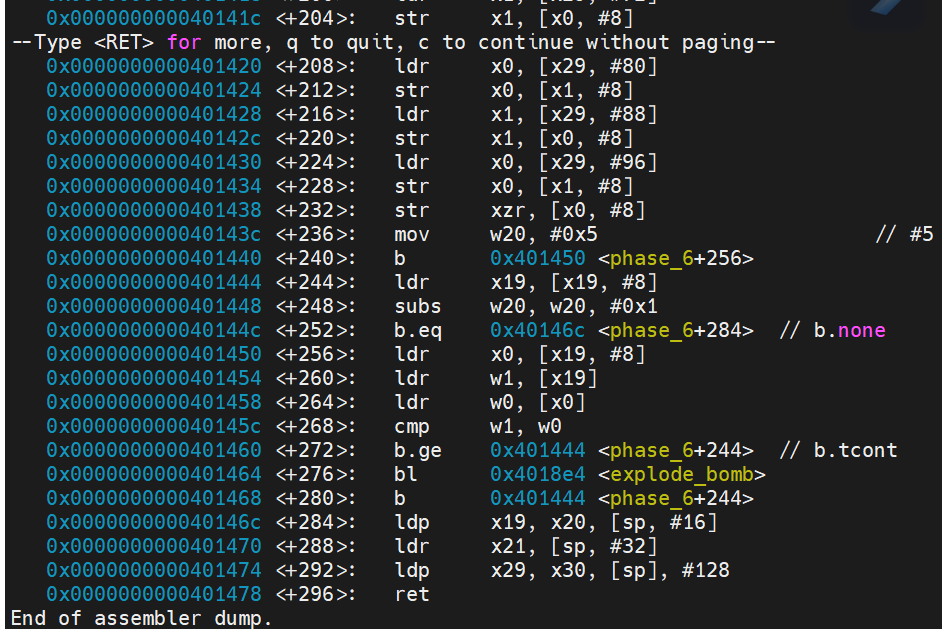 0x000000000040141c <+204>:   str     x1, [x0, #8]
--Type <RET> for more, q to quit, c to continue without paging--
0x0000000000401420 <+208>:   ldr     x0, [x29, #80]
0x0000000000401424 <+212>:   str     x0, [x1, #8]
0x0000000000401428 <+216>:   ldr     x1, [x29, #88]
0x000000000040142c <+220>:   str     x1, [x0, #8]
0x0000000000401430 <+224>:   ldr     x0, [x29, #96]
0x0000000000401434 <+228>:   str     x0, [x1, #8]
0x0000000000401438 <+232>:   str     xzr, [x0, #8]
0x000000000040143c <+236>:   mov     w20, #0x5                       // #5
0x0000000000401440 <+240>:   b       0x401450 <phase_6+256>
0x0000000000401444 <+244>:   ldr     x19, [x19, #8]
0x0000000000401448 <+248>:   subs    w20, w20, #0x1
0x000000000040144c <+252>:   b.eq    0x40146c <phase_6+284>  // b.none
0x0000000000401450 <+256>:   ldr     x0, [x19, #8]
0x0000000000401454 <+260>:   ldr     w1, [x19]
0x0000000000401458 <+264>:   ldr     w0, [x0]
0x000000000040145c <+268>:   cmp     w1, w0
0x0000000000401460 <+272>:   b.ge    0x401444 <phase_6+244>  // b.tcont
0x0000000000401464 <+276>:   bl      0x4018e4 <explode_bomb>
0x0000000000401468 <+280>:   b       0x401444 <phase_6+244>
0x000000000040146c <+284>:   ldp     x19, x20, [sp, #16]
0x0000000000401470 <+288>:   ldr     x21, [sp, #32]
0x0000000000401474 <+292>:   ldp     x29, x30, [sp], #128
0x0000000000401478 <+296>:   ret
End of assembler dump.